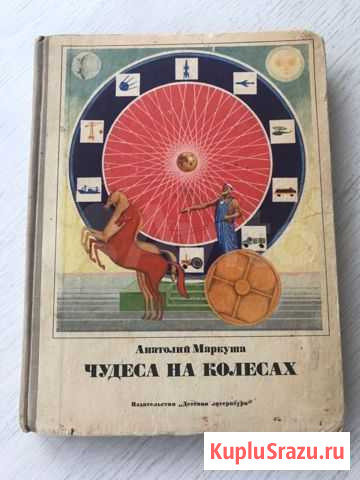 Анатолий Маркуша
ЧУДЕСА НА КОЛЕСАХ
Издательство „Детская литература“
KupluSrazu.ru